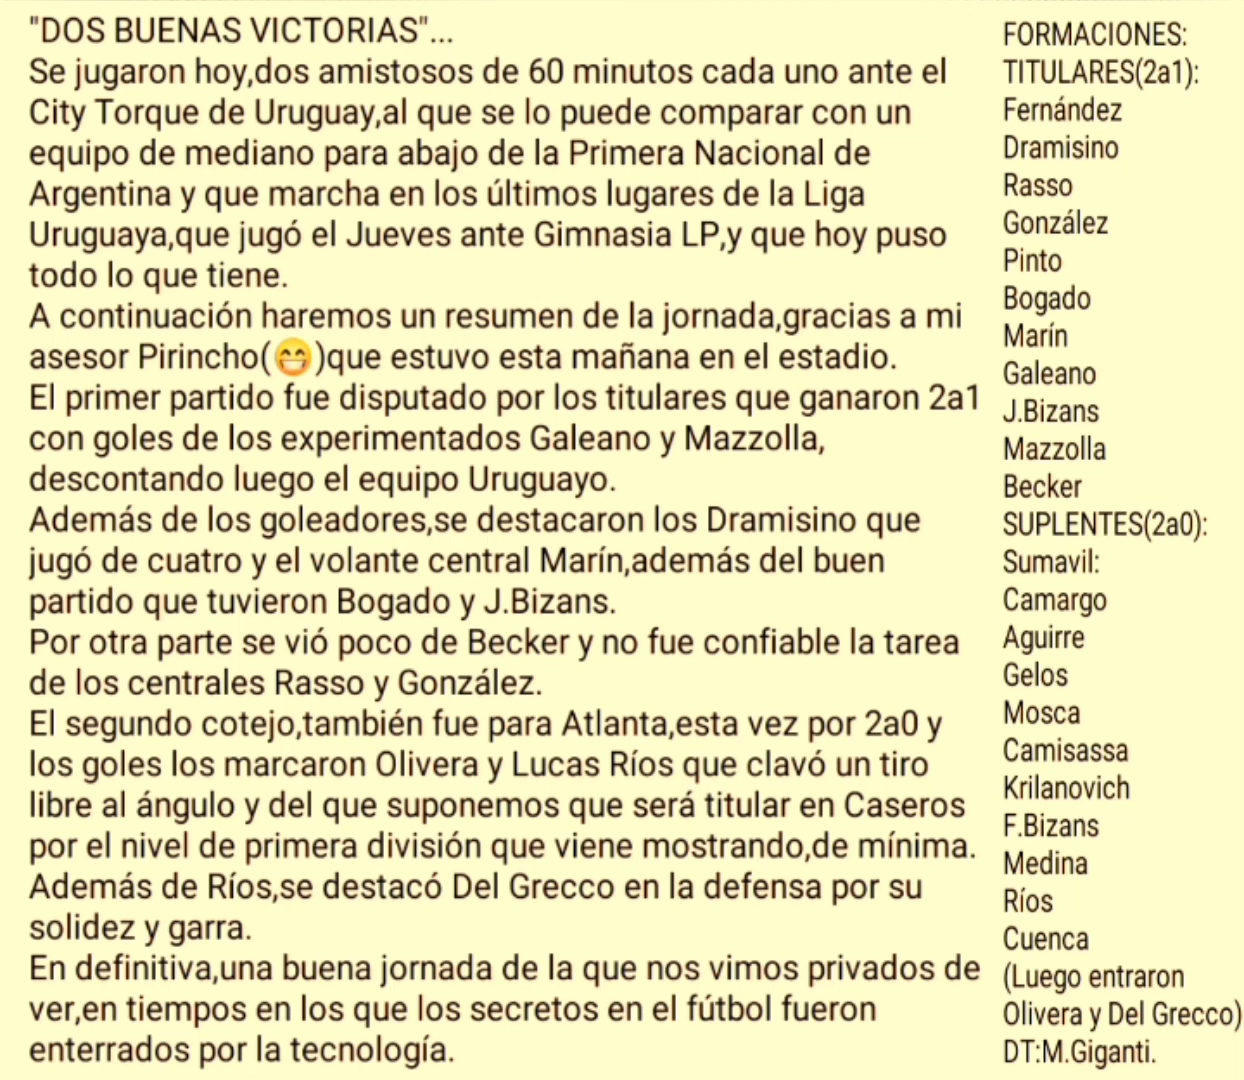 "DOS BUENAS VICTORIAS"...
Se jugaron hoy,dos amistosos de 60 minutos cada uno ante el
City Torque de Uruguay,al que se lo puede comparar con un
equipo de mediano para abajo de la Primera Nacional de
Argentina y que marcha en los últimos lugares de la Liga
Uruguaya,que jugó el Jueves ante Gimnasia LP,y que hoy puso
todo lo que tiene.
A continuación haremos un resumen de la jornada,gracias a mi
asesor Pirincho(😁)que estuvo esta mañana en el estadio.
El primer partido fue disputado por los titulares que ganaron 2a1
con goles de los experimentados Galeano y Mazzolla,
descontando luego el equipo Uruguayo.
Además de los goleadores,se destacaron los Dramisino que
jugó de cuatro y el volante central Marín,además del buen
partido que tuvieron Bogado y J.Bizans.
Por otra parte se vió poco de Becker y no fue confiable la tarea
de los centrales Rasso y González.
El segundo cotejo,también fue para Atlanta,esta vez por 2a0 y
los goles los marcaron Olivera y Lucas Ríos que clavó un tiro
libre al ángulo y del que suponemos que será titular en Caseros
por el nivel de primera división que viene mostrando,de mínima.
Además de Ríos,se destacó Del Grecco en la defensa por su
solidez y garra.
En definitiva,una buena jornada de la que nos vimos privados de
ver,en tiempos en los que los secretos en el fútbol fueron
enterrados por la tecnología.
FORMACIONES:
TITULARES(2a1):
Fernández
Dramisino
Rasso
González
Pinto
Bogado
Marín
Galeano
J.Bizans
Mazzolla
Becker
SUPLENTES(2a0):
Sumavil:
Camargo
Aguirre
Gelos
Mosca
Camisassa
Krilanovich
F.Bizans
Medina
Ríos
Cuenca
(Luego entraron
Olivera y Del Grecco)
DT:M.Giganti.